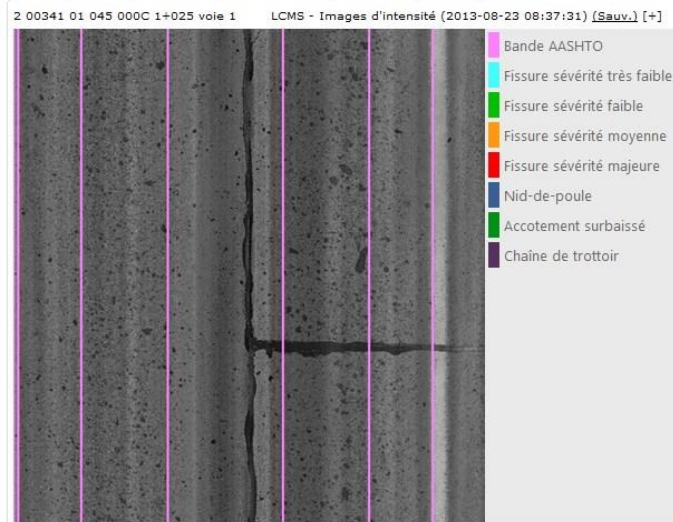 2 00341 01 045 000C 1+025 voie 1 LCMS - Images d'intensité (2013-08-23 08:37:31) (Sauv.) [+]
Bande AASHTO
Fissure sévérité très faible
Fissure sévérité faible
Fissure sévérité moyenne
Fissure sévérité majeure
Nid-de-poule
Accotement surbaissé
Chaîne de trottoir